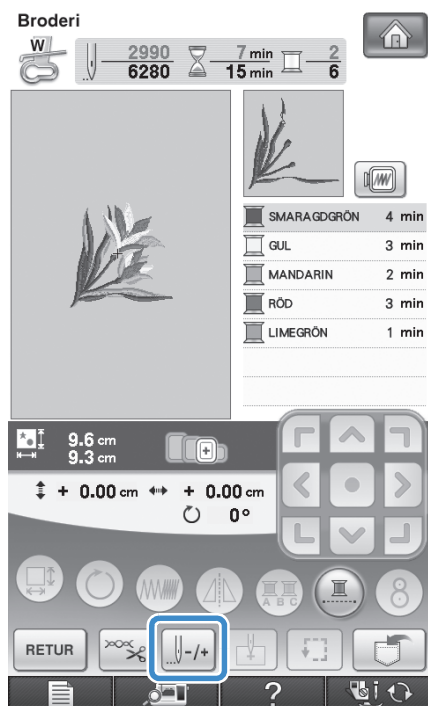 Broderi
W
2990 7 min 2
6280 15 min 6
SMARAGDGRÖN 4 min
GUL 3 min
MANDARIN 2 min
RÖD 3 min
LIMEGRÖN 1 min
9.6 cm
9.3 cm
+ 0.00 cm + 0.00 cm
0°
A B C
8
RETUR -/+
?